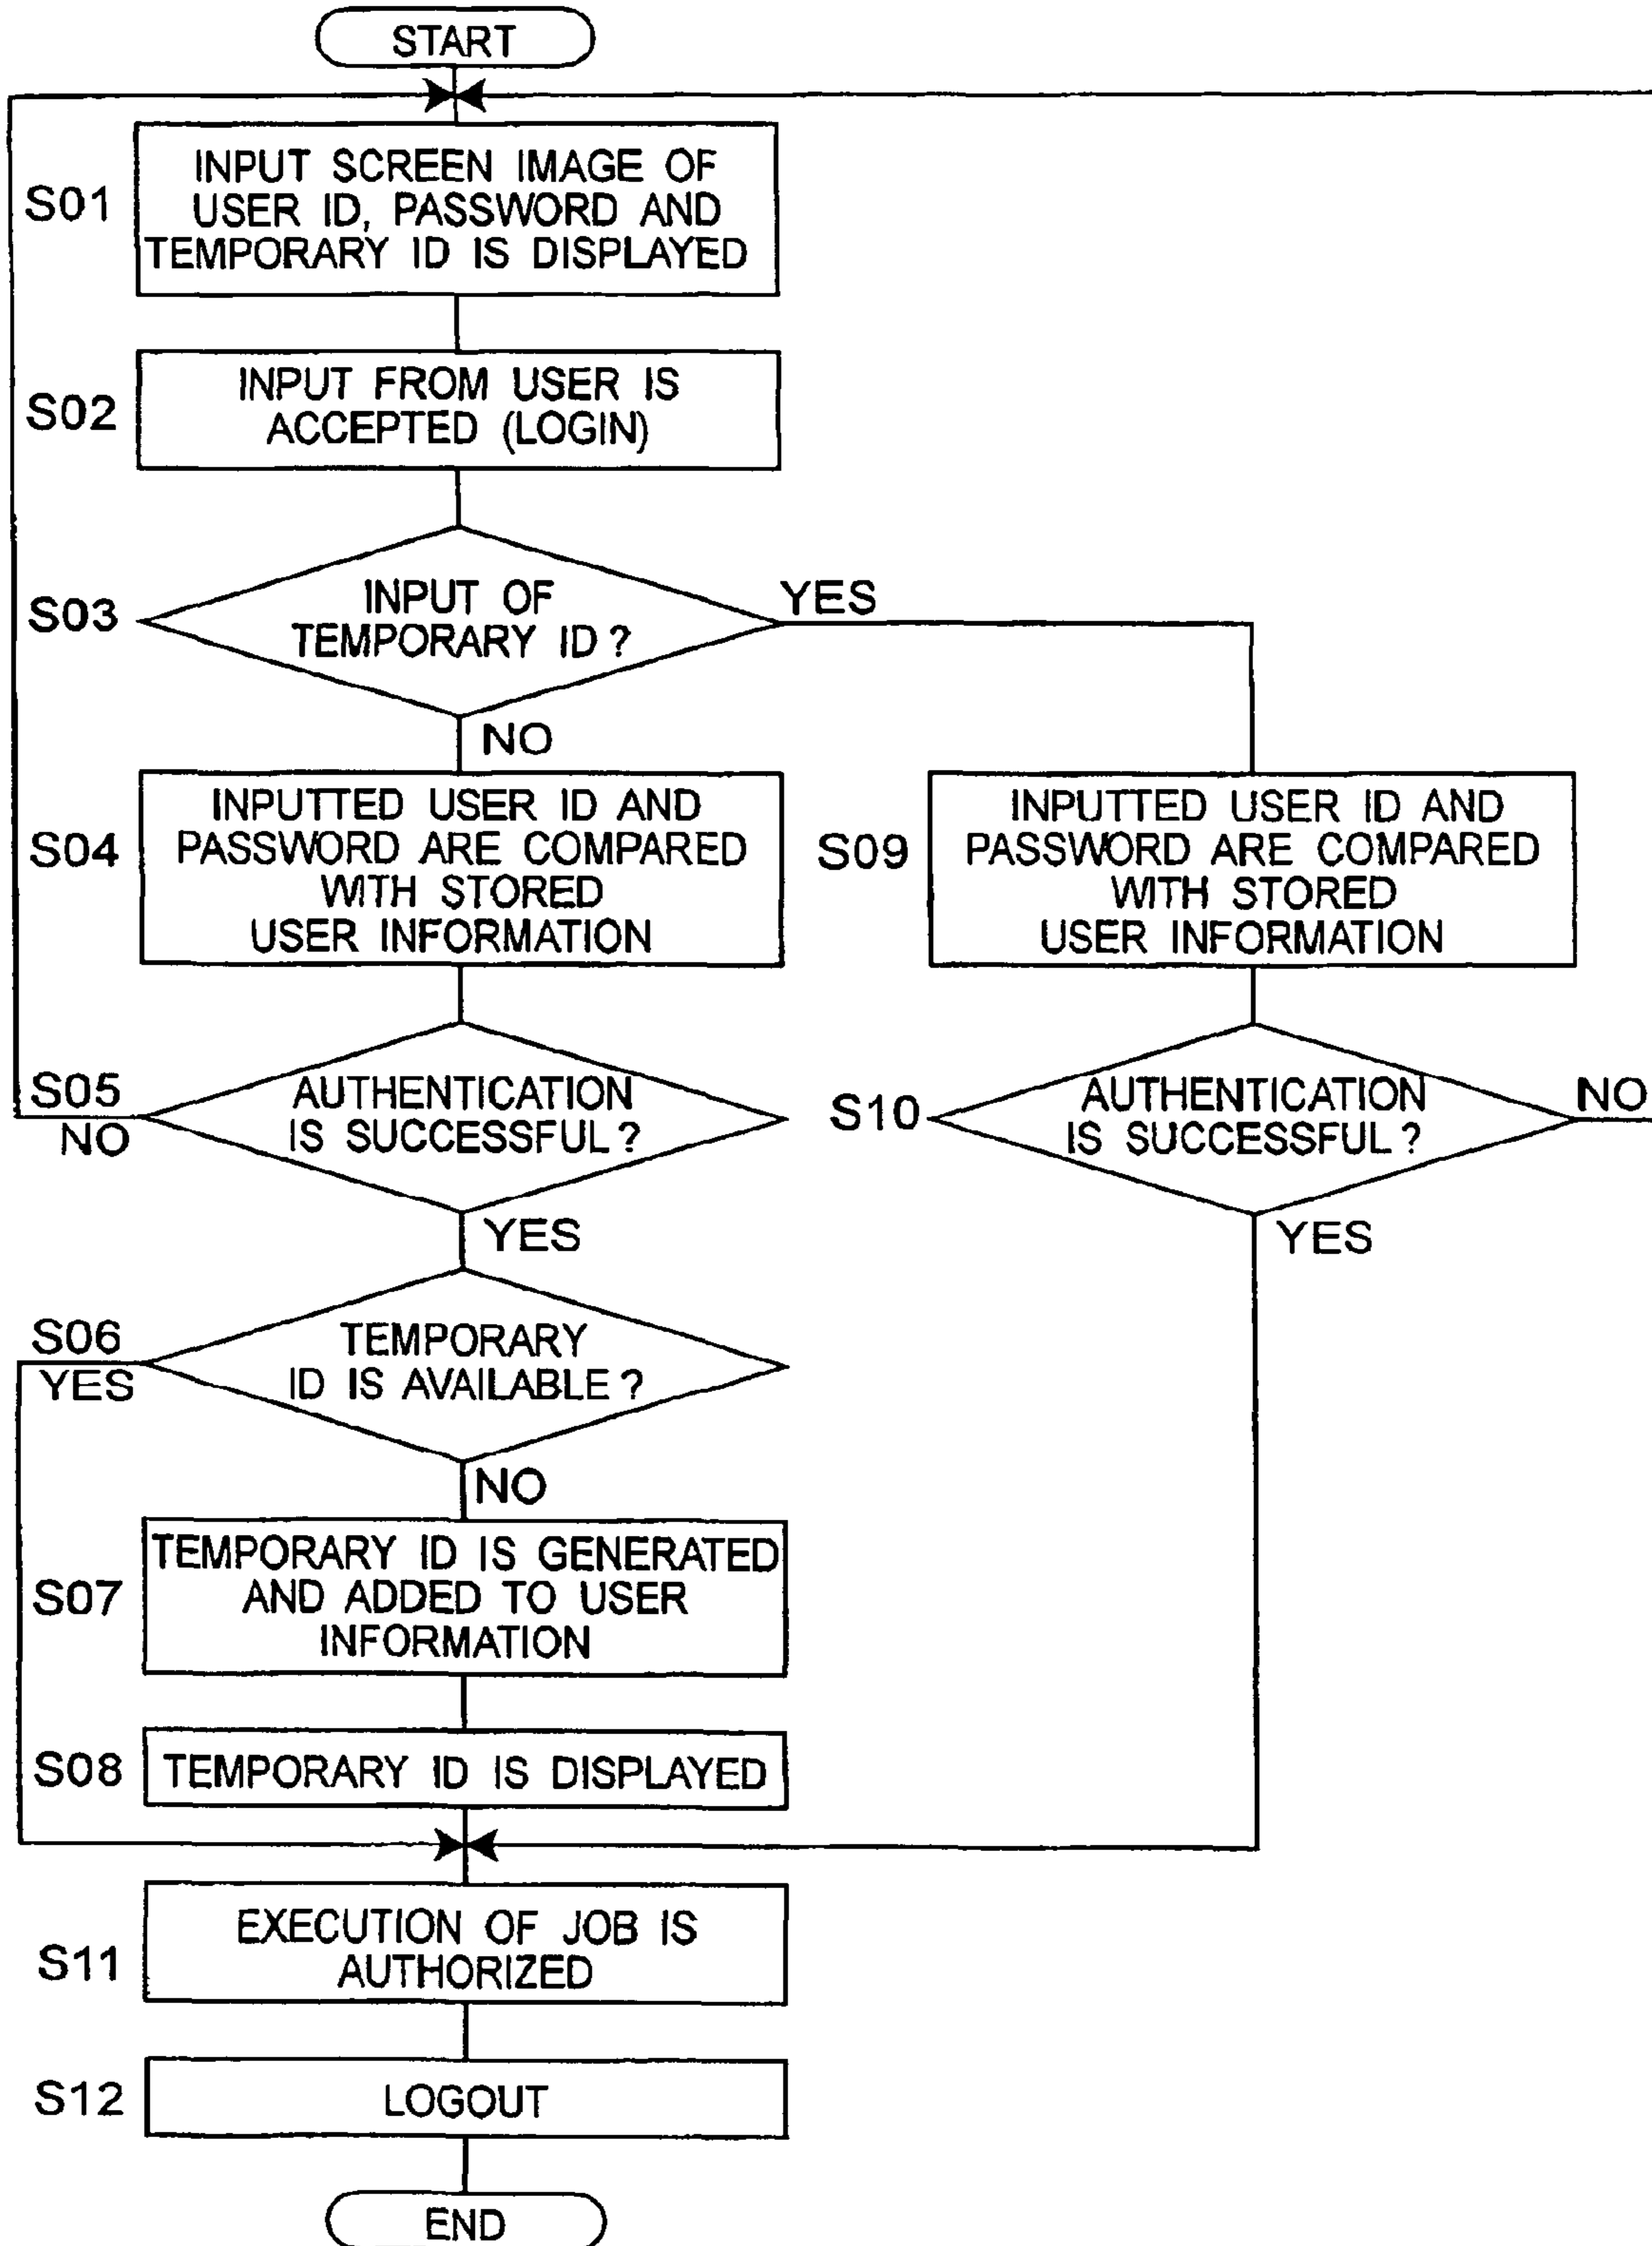 START
S01
INPUT SCREEN IMAGE OF
USER ID, PASSWORD AND
TEMPORARY ID IS DISPLAYED
S02
INPUT FROM USER IS
ACCEPTED (LOGIN)
S03
INPUT OF
TEMPORARY ID?
YES
NO
S04
INPUTTED USER ID AND
PASSWORD ARE COMPARED
WITH STORED
USER INFORMATION
S09
INPUTTED USER ID AND
PASSWORD ARE COMPARED
WITH STORED
USER INFORMATION
S05
NO
AUTHENTICATION
IS SUCCESSFUL?
YES
S10
AUTHENTICATION
IS SUCCESSFUL?
NO
YES
S06
YES
TEMPORARY
ID IS AVAILABLE?
NO
S07
TEMPORARY ID IS GENERATED
AND ADDED TO USER
INFORMATION
S08
TEMPORARY ID IS DISPLAYED
S11
EXECUTION OF JOB IS
AUTHORIZED
S12
LOGOUT
END